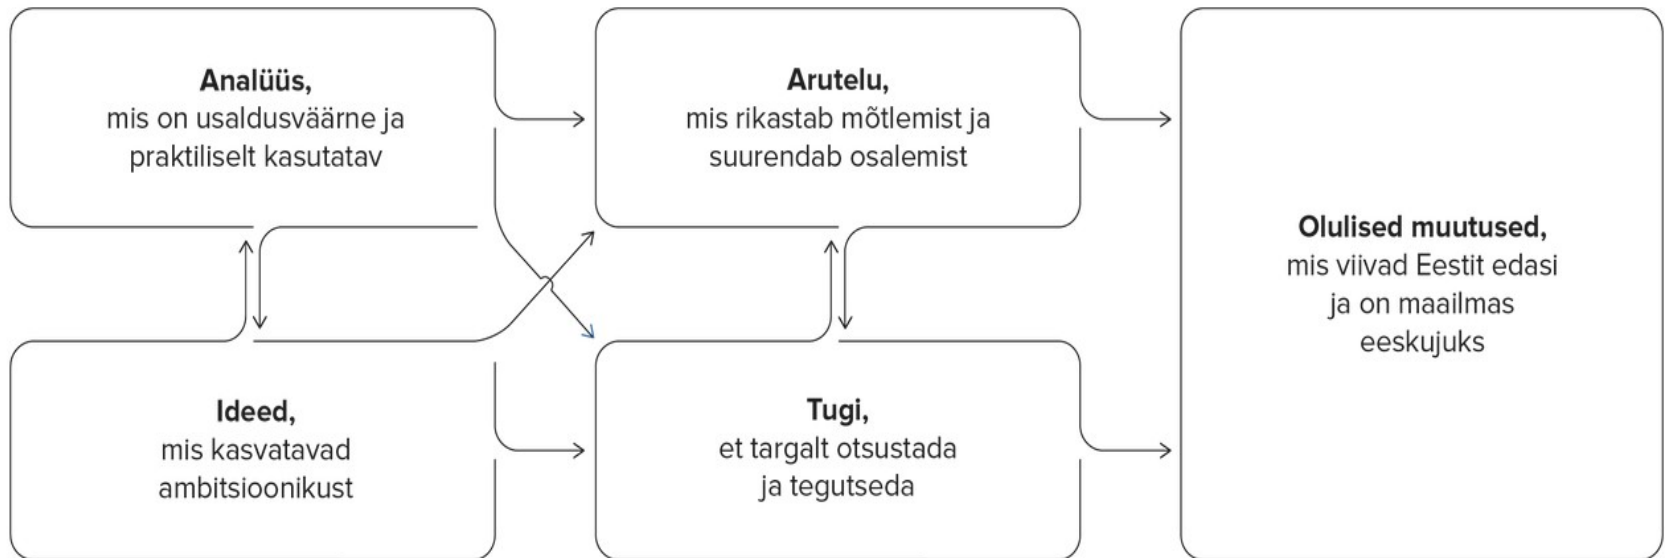 Analüüs,
mis on usaldusväärne ja
praktiliselt kasutatav
Arutelu,
mis rikastab mõtlemist ja
suurendab osalemist
Olulised muutused,
mis viivad Eestit edasi
ja on maailmas
eeskujuks
Ideed,
mis kasvatavad
ambitsioonikust
Tugi,
et targalt otsustada
ja tegutseda